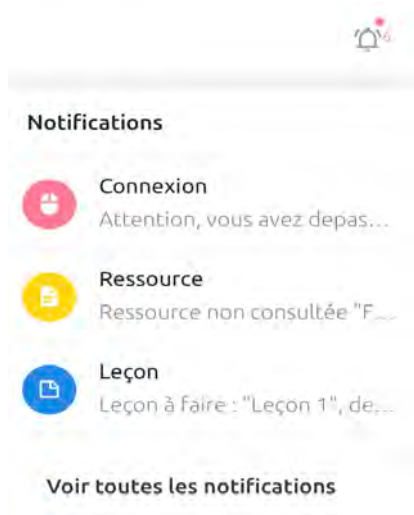 6
Notifications
Connexion
Attention, vous avez depas...
Ressource
Ressource non consultée "F...
Leçon
Leçon à faire : "Leçon 1", de...
Voir toutes les notifications